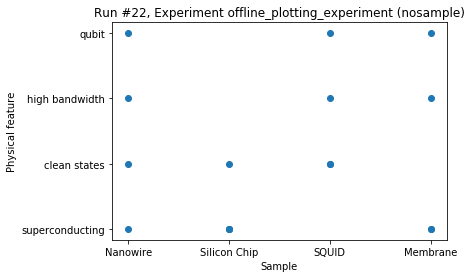 Run #22, Experiment offline_plotting_experiment (nosample)
qubit
high bandwidth
clean states
superconducting
Physical feature
Nanowire
Silicon Chip
SQUID
Membrane
Sample